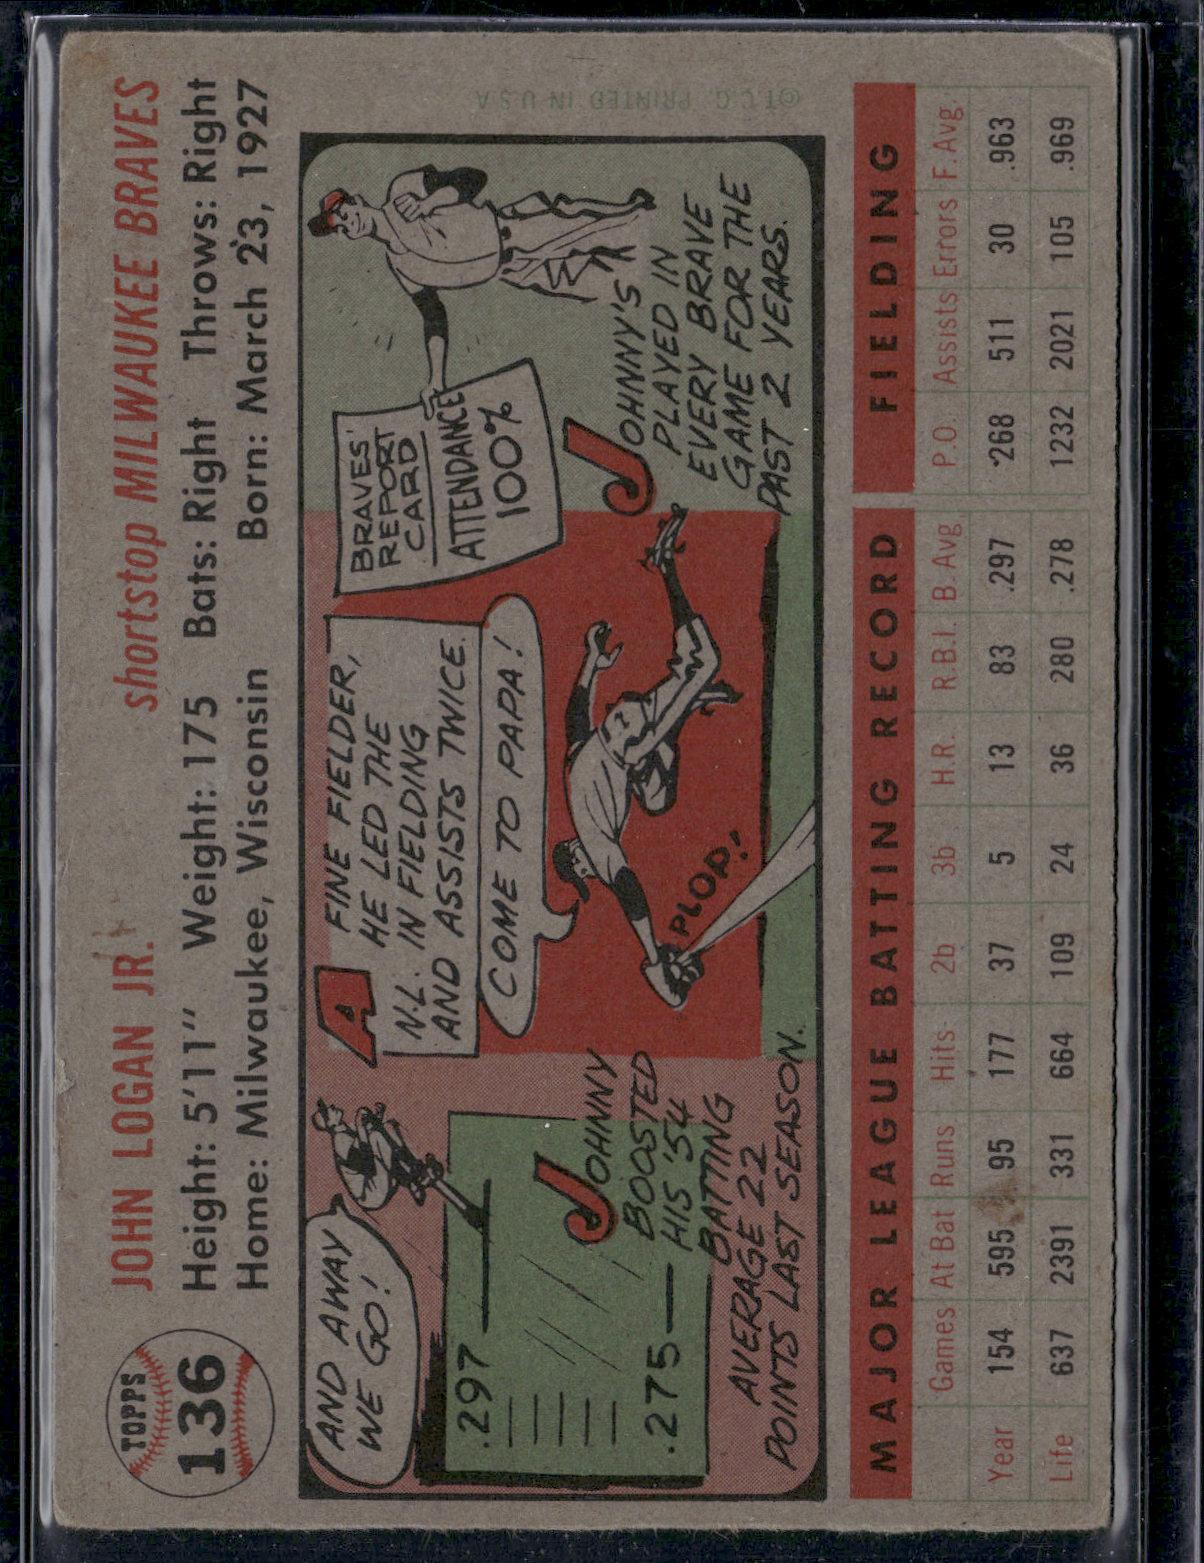 TOPPS
136
JOHN LOGAN JR. shortstop MILWAUKEE BRAVES
Height: 5'11" Weight: 175 Bats: Right Throws: Right
Home: Milwaukee, Wisconsin Born: March 23, 1927
AND AWAY
WE GO!
.297
.275
JOHNNY
BOOSTED
HIS '54
BATTING
AVERAGE 22
POINTS LAST SEASON.
A FINE FIELDER,
HE LED THE
N.L. IN FIELDING
AND ASSISTS TWICE.
COME TO PAPA!
PLOP!
BRAVES'
REPORT
CARD
ATTENDANCE
100%
JOHNNY'S
PLAYED IN
EVERY BRAVE
GAME FOR THE
PAST 2 YEARS.
©T.C.G. PRINTED IN U.S.A.
MAJOR LEAGUE BATTING RECORD FIELDING
Games At Bat Runs Hits 2b 3b H.R. R.B.I. B.Avg. P.O. Assists Errors F.Avg.
Year 154 595 95 177 37 5 13 83 .297 268 511 30 .963
Life 637 2391 331 664 109 24 36 280 .278 1232 2021 105 .969